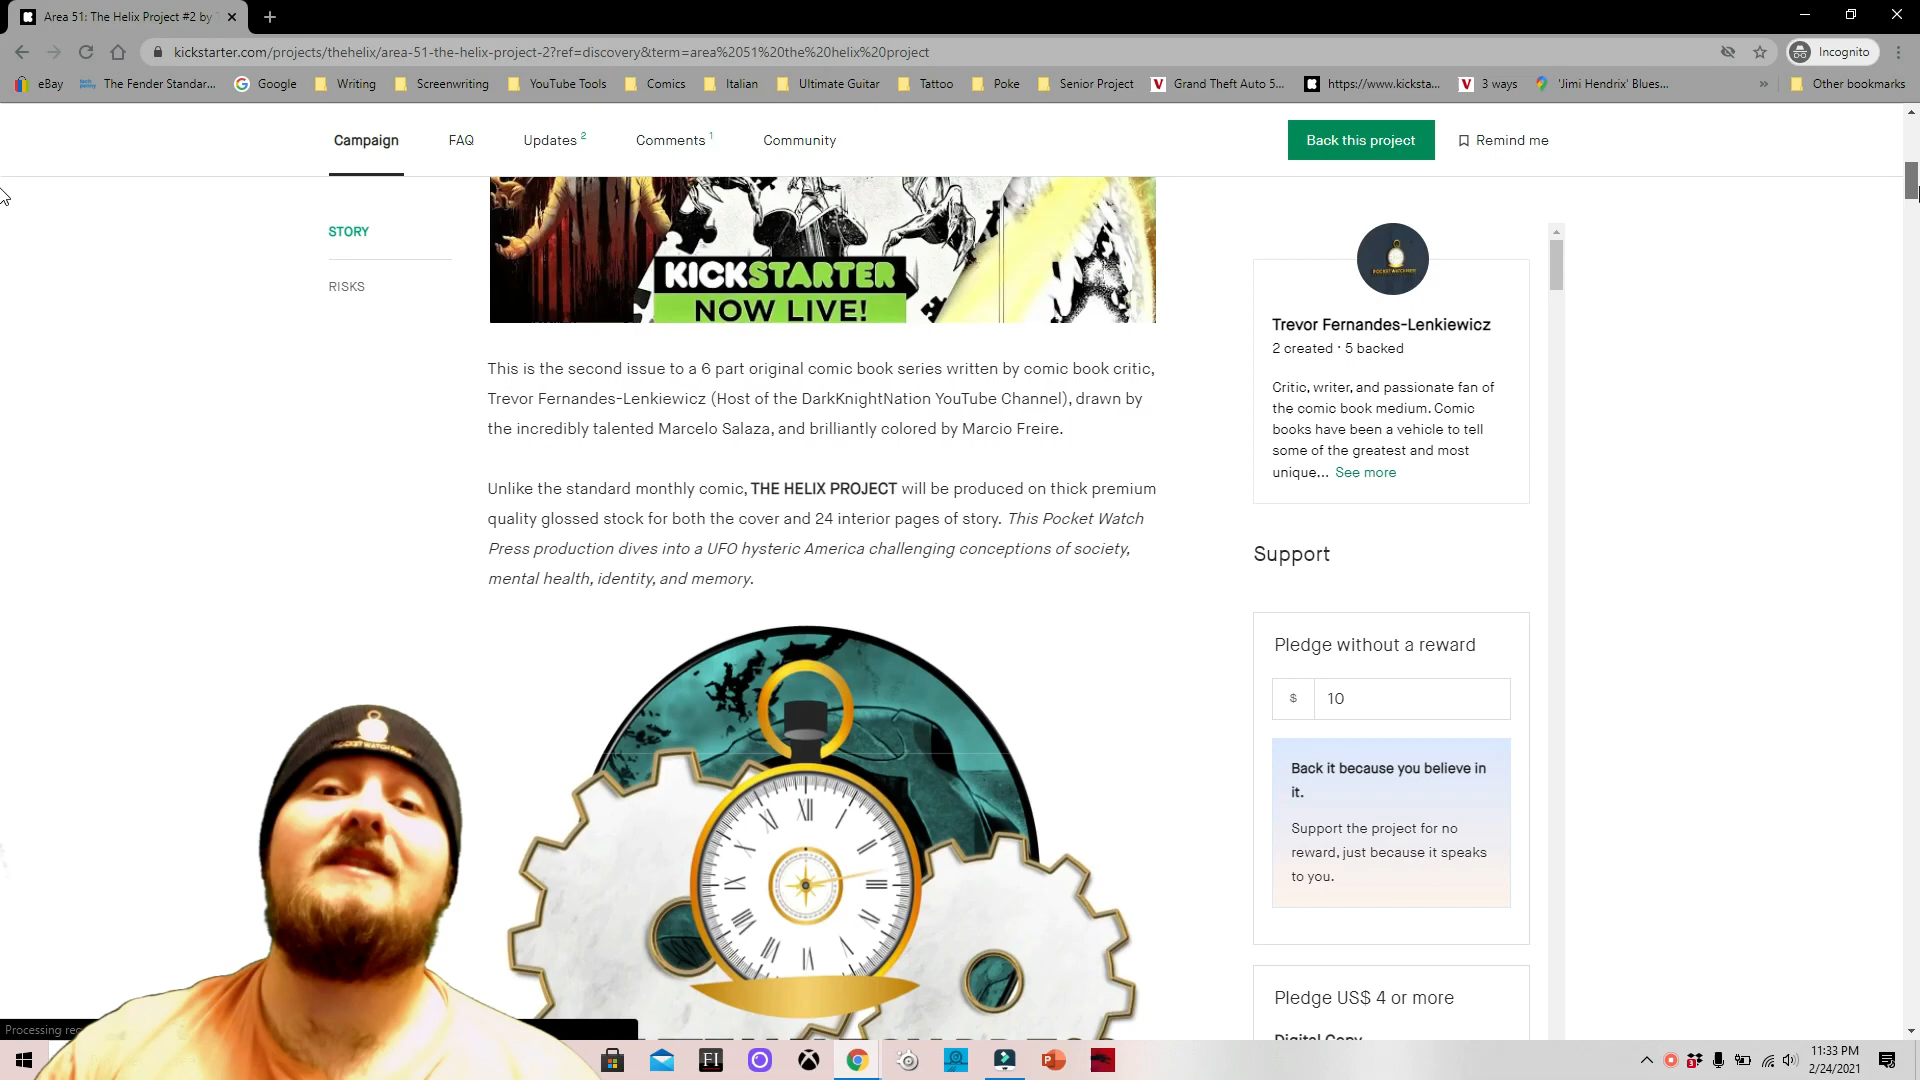 Area 51: The Helix Project #2 by
kickstarter.com/projects/thehelix/area-51-the-helix-project-2?ref=discovery&term=area%2051%20the%20helix%20project
Incognito
eBay
The Fender Standar...
Google
Writing
Screenwriting
YouTube Tools
Comics
Italian
Ultimate Guitar
Tattoo
Poke
Senior Project
Grand Theft Auto 5...
https://www.kicksta...
3 ways
'Jimi Hendrix' Blues...
Other bookmarks
Campaign
FAQ
Updates 2
Comments 1
Community
Back this project
Remind me
STORY
RISKS
KICKSTARTER
NOW LIVE!
This is the second issue to a 6 part original comic book series written by comic book critic,
Trevor Fernandes-Lenkiewicz (Host of the DarkKnightNation YouTube Channel), drawn by
the incredibly talented Marcelo Salaza, and brilliantly colored by Marcio Freire.
Unlike the standard monthly comic, THE HELIX PROJECT will be produced on thick premium
quality glossed stock for both the cover and 24 interior pages of story. This Pocket Watch
Press production dives into a UFO hysteric America challenging conceptions of society,
mental health, identity, and memory.
POCKET WATCH PRESS
Trevor Fernandes-Lenkiewicz
2 created · 5 backed
Critic, writer, and passionate fan of
the comic book medium. Comic
books have been a vehicle to tell
some of the greatest and most
unique... See more
Support
Pledge without a reward
$ 10
Back it because you believe in
it.
Support the project for no
reward, just because it speaks
to you.
Pledge US$ 4 or more
Digital Copy
XII
Processing rec
11:33 PM
2/24/2021